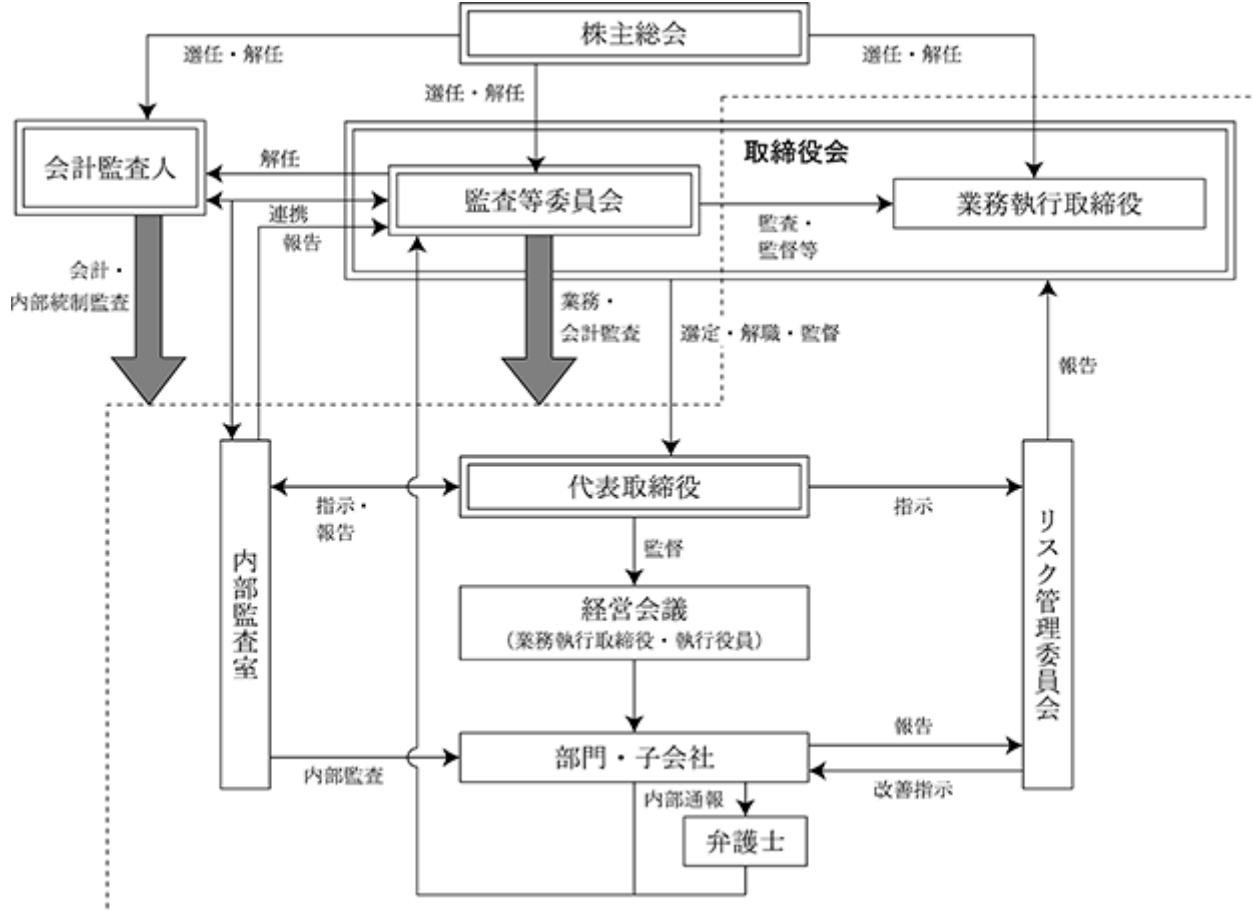 株主総会
選任・解任
選任・解任
選任・解任
会計監査人
解任
連携
報告
取締役会
監査等委員会
監査・
監督等
業務執行取締役
会計・
内部統制監査
業務・
会計監査
選定・解職・監督
報告
代表取締役
指示・
報告
指示
監督
内部監査室
経営会議
（業務執行取締役・執行役員）
リスク管理委員会
部門・子会社
内部監査
報告
改善指示
内部通報
弁護士